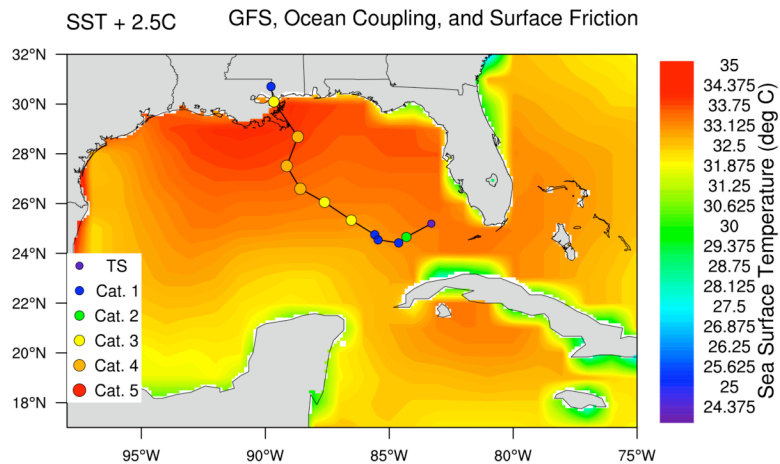 SST + 2.5C
GFS, Ocean Coupling, and Surface Friction
32°N
30°N
28°N
26°N
24°N
22°N
20°N
18°N
TS
Cat. 1
Cat. 2
Cat. 3
Cat. 4
Cat. 5
95°W
90°W
85°W
80°W
75°W
35
34.375
33.75
33.125
32.5
31.875
31.25
30.625
30
29.375
28.75
28.125
27.5
26.875
26.25
25.625
25
24.375
Sea Surface Temperature (deg C)